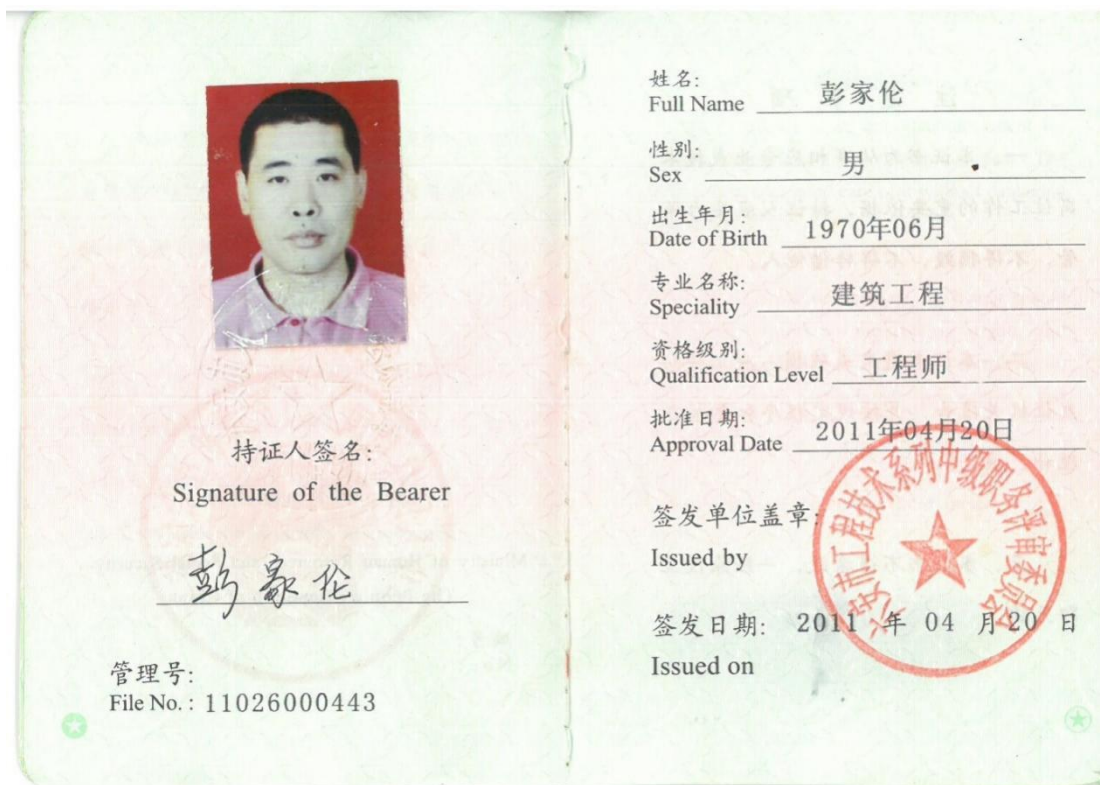 持证人签名:
Signature of the Bearer
彭家伦
管理号:
File No.: 11026000443
姓名:
Full Name 彭家伦
性别:
Sex 男
出生年月:
Date of Birth 1970年06月
专业名称:
Speciality 建筑工程
资格级别:
Qualification Level 工程师
批准日期:
Approval Date 2011年04月20日
签发单位盖章:
Issued by
六安市工程技术系列中级职务评审委员会
签发日期: 2011 年 04 月 20 日
Issued on